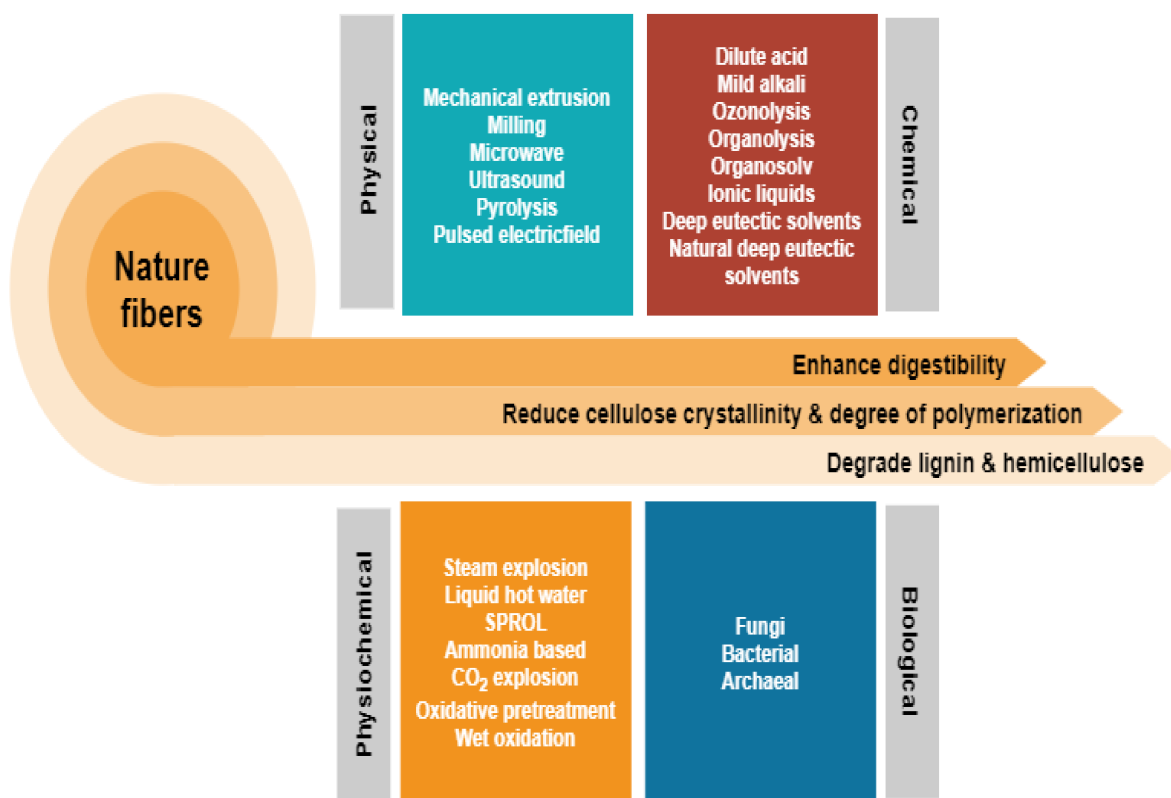 Physical
Mechanical extrusion
Milling
Microwave
Ultrasound
Pyrolysis
Pulsed electricfield
Dilute acid
Mild alkali
Ozonolysis
Organolysis
Organosolv
Ionic liquids
Deep eutectic solvents
Natural deep eutectic
solvents
Chemical
Nature
fibers
Enhance digestibility
Reduce cellulose crystallinity & degree of polymerization
Degrade lignin & hemicellulose
Physiochemical
Steam explosion
Liquid hot water
SPROL
Ammonia based
CO₂ explosion
Oxidative pretreatment
Wet oxidation
Fungi
Bacterial
Archaeal
Biological